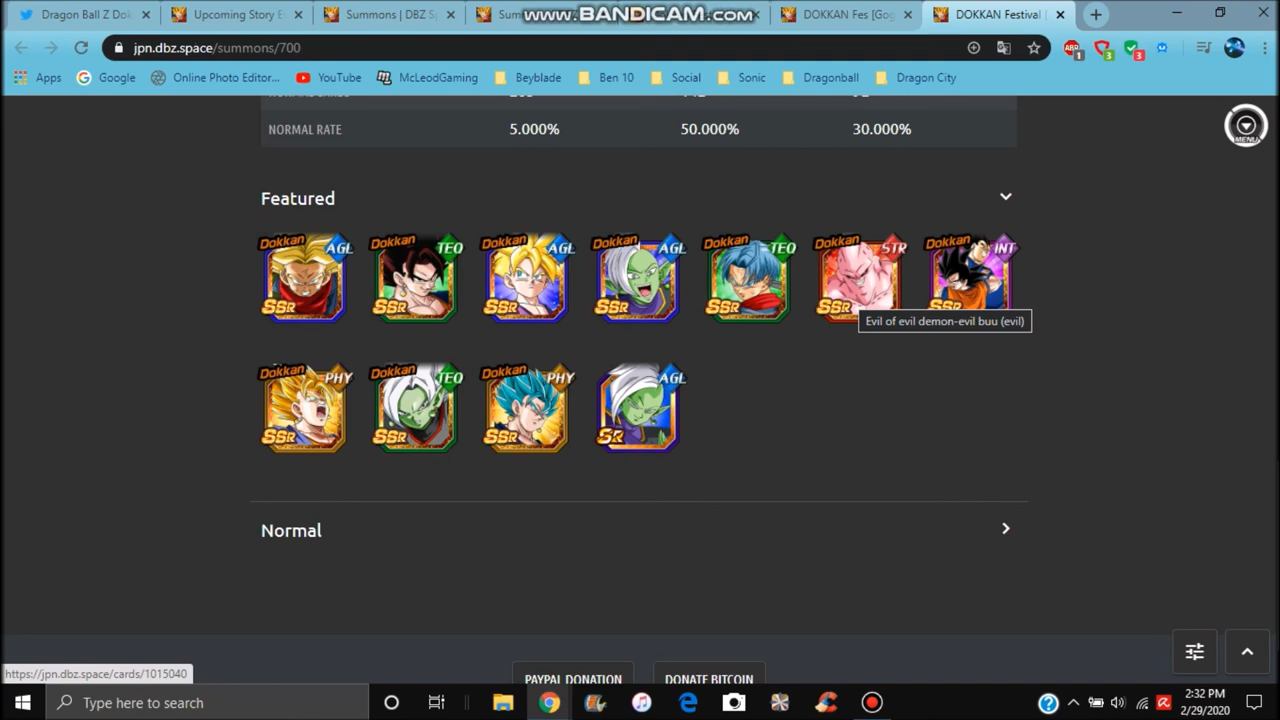 Dragon Ball Z Dok
Upcoming Story E
Summons | DBZ S
Sum
www.BANDICAM.com
DOKKAN Fes [Gog
DOKKAN Festival
jpn.dbz.space/summons/700
Apps
Google
Online Photo Editor...
YouTube
McLeodGaming
Beyblade
Ben 10
Social
Sonic
Dragonball
Dragon City
MENU
NORMAL RATE 5.000% 50.000% 30.000%
Featured
Dokkan AGL Dokkan TEQ Dokkan AGL Dokkan AGL Dokkan TEQ Dokkan STR Dokkan INT
SSR SSR SSR SSR SSR SSR SSR
Evil of evil demon-evil buu (evil)
Dokkan PHY Dokkan TEQ Dokkan PHY AGL
SSR SSR SSR SR
Normal
https://jpn.dbz.space/cards/1015040
PAYPAL DONATION DONATE BITCOIN
Type here to search
2:32 PM
2/29/2020